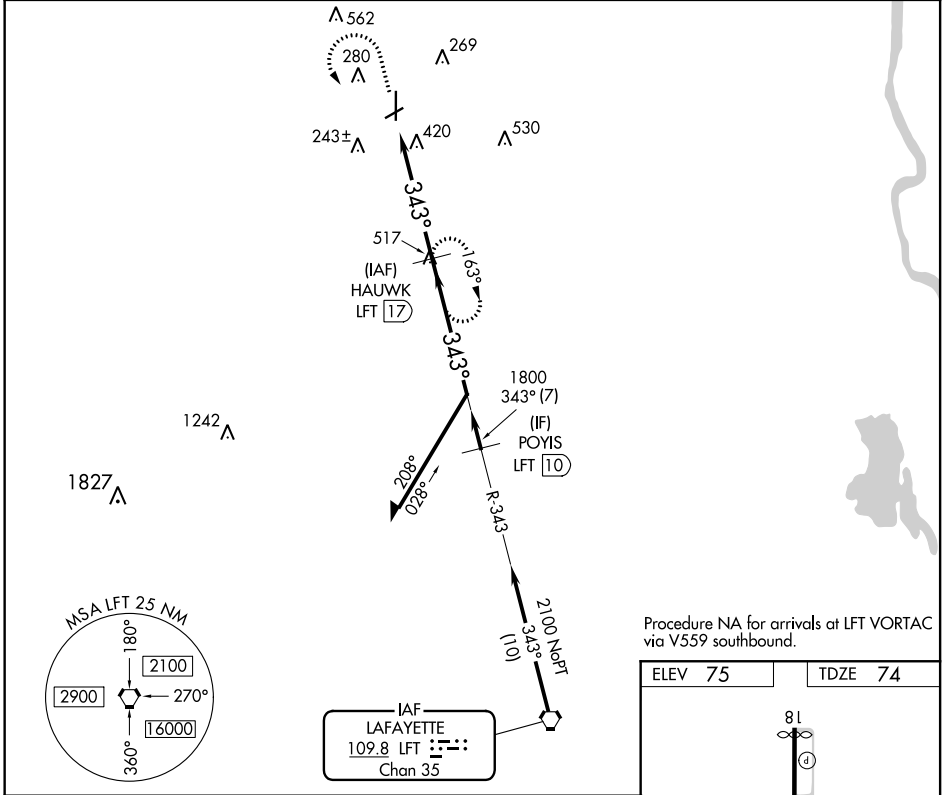 562
280
269
243±
420
530
343°
517
(IAF)
HAUWK
LFT 17
163°
343°
1800
343° (7)
(IF)
POYIS
LFT 10
1242
1827
208°
028°
R-343
2100 NoPT
343°
(10)
MSA LFT 25 NM
180°
2100
2900
270°
16000
360°
IAF
LAFAYETTE
109.8 LFT
Chan 35
Procedure NA for arrivals at LFT VORTAC
via V559 southbound.
ELEV 75
TDZE 74
18
P